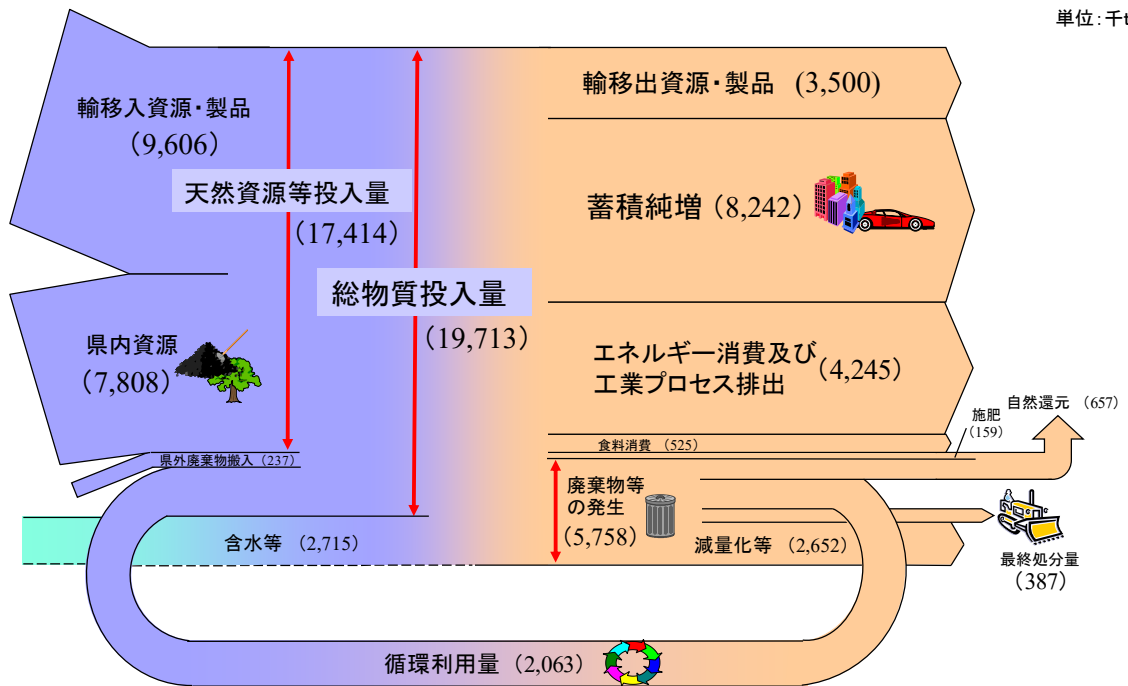 単位:千t
輸移入資源・製品
(9,606)
天然資源等投入量
(17,414)
総物質投入量
(19,713)
県内資源
(7,808)
県外廃棄物搬入 (237)
含水等 (2,715)
輸移出資源・製品 (3,500)
蓄積純増 (8,242)
エネルギー消費及び
工業プロセス排出
(4,245)
食料消費 (525)
施肥
(159)
自然還元 (657)
廃棄物等
の発生
(5,758)
減量化等 (2,652)
最終処分量
(387)
循環利用量 (2,063)